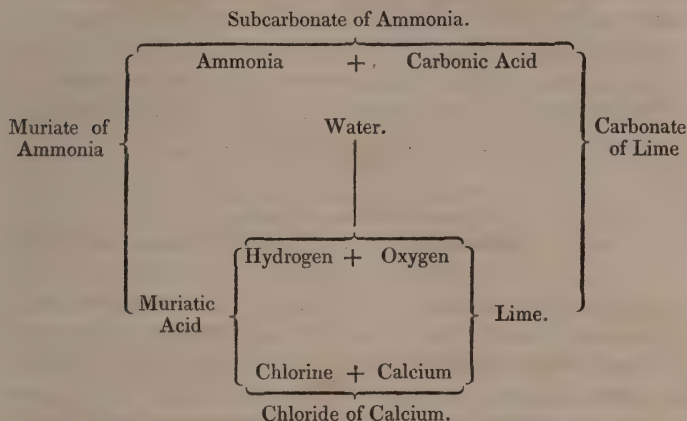 Subcarbonate of Ammonia.
Ammonia + Carbonic Acid
Muriate of
Ammonia
Water.
Carbonate
of Lime
Hydrogen + Oxygen
Muriatic
Acid
Lime.
Chlorine + Calcium
Chloride of Calcium.